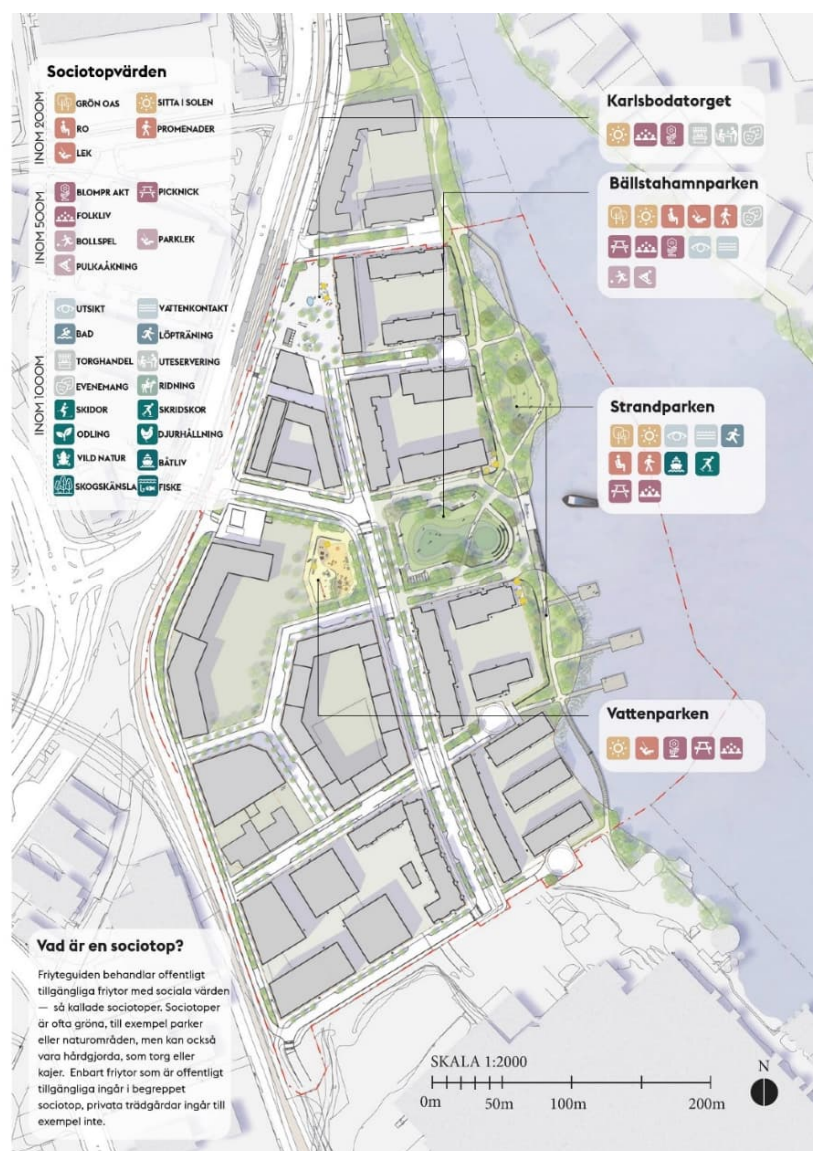 Sociotopvärden
INOM 200M
GRÖN OAS
SITTA I SOLEN
RO
PROMENADER
LEK
INOM 500M
BLOMPR AKT
PICKNICK
FOLKLIV
BOLLSPEL
PARKLEK
PULKAÅKNING
INOM 1000M
UTSIKT
VATTENKONTAKT
BAD
LÖPTRÄNING
TORGHANDEL
UTESERVERING
EVENEMANG
RIDNING
SKIDOR
SKRIDSKOR
ODLING
DJURHÅLLNING
VILD NATUR
BÅTLIV
SKOGSKÄNSLA
FISKE
Karlsbodatorget
Bällstahamnparken
Strandparken
Vattenparken
Vad är en sociotop?
Friyteguiden behandlar offentligt
tillgängliga friytor med sociala värden
— så kallade sociotoper. Sociotoper
är ofta gröna, till exempel parker
eller naturområden, men kan också
vara hårdgjorda, som torg eller
kajer. Enbart friytor som är offentligt
tillgängliga ingår i begreppet
sociotop, privata trädgårdar ingår till
exempel inte.
SKALA 1:2000
0m 50m 100m 200m
N